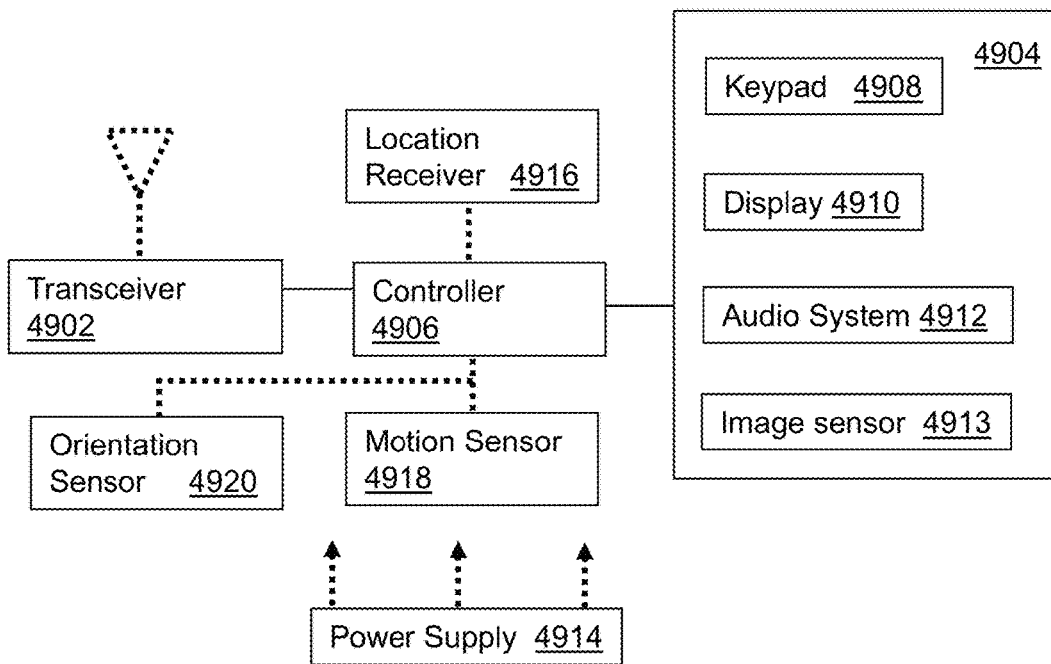 4904
Keypad 4908
Location
Receiver 4916
Display 4910
Transceiver
4902
Controller
4906
Audio System 4912
Image sensor 4913
Orientation
Sensor 4920
Motion Sensor
4918
Power Supply 4914